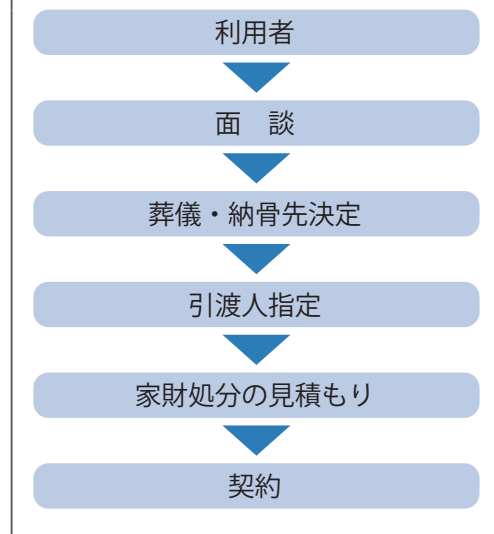 利用者
面　談
葬儀・納骨先決定
引渡人指定
家財処分の見積もり
契約